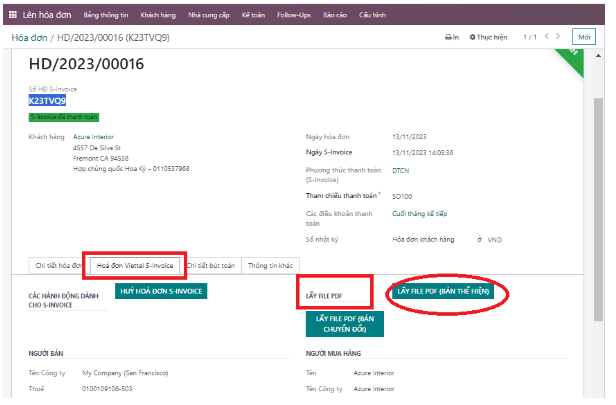 Lên hóa đơn Bảng thông tin Khách hàng Nhà cung cấp Kế toán Follow-Ups Báo cáo Cấu hình
Hóa đơn / HD/2023/00016 (K23TVQ9) In Thực hiện 1 / 1 Mới
HD/2023/00016
Số HĐ S-Invoice
K23TVQ9
S-Invoice đã thanh toán
Khách hàng Azure Interior Ngày hóa đơn 13/11/2023
4557 De Silva St
Fremont CA 94538 Ngày S-Invoice 13/11/2023 14:03:36
Hợp chủng quốc Hoa Kỳ – 0110537968 Phương thức thanh toán DTCN
(S-Invoice)
Tham chiếu thanh toán ? SO100
Các điều khoản thanh Cuối tháng kế tiếp
toán
Số nhật ký Hóa đơn khách hàng ở VND
Chi tiết hóa đơn Hoá đơn Viettel S-Invoice Chi tiết bút toán Thông tin khác
CÁC HÀNH ĐỘNG DÀNH HUỶ HOÁ ĐƠN S-INVOICE LẤY FILE PDF LẤY FILE PDF (BẢN THỂ HIỆN)
CHO S-INVOICE
LẤY FILE PDF (BẢN
CHUYỂN ĐỔI)
NGƯỜI BÁN NGƯỜI MUA HÀNG
Tên Công ty My Company (San Francisco) Tên Azure Interior
Thuế 0100109106-503 Tên Công ty Azure Interior